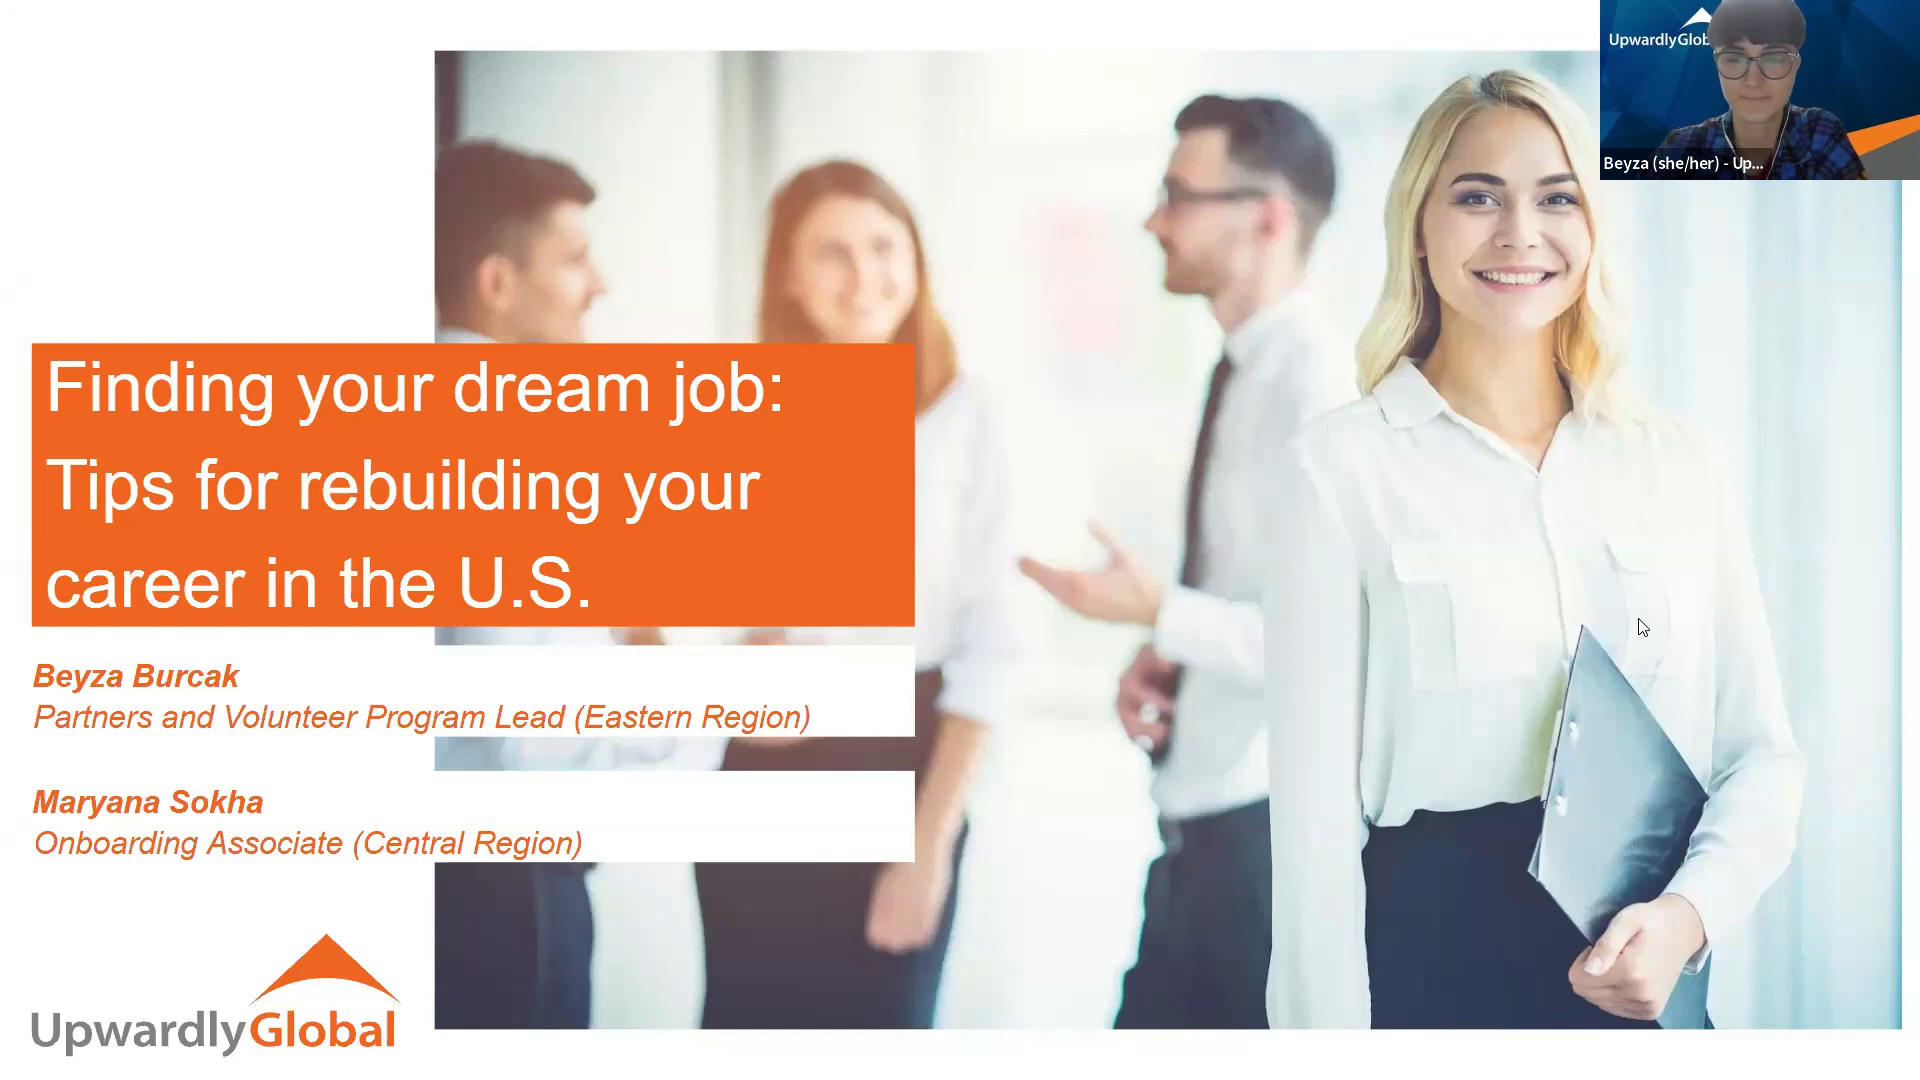 UpwardlyGlob
Beyza (she/her) - Up...
Finding your dream job:
Tips for rebuilding your
career in the U.S.
Beyza Burcak
Partners and Volunteer Program Lead (Eastern Region)
Maryana Sokha
Onboarding Associate (Central Region)
UpwardlyGlobal